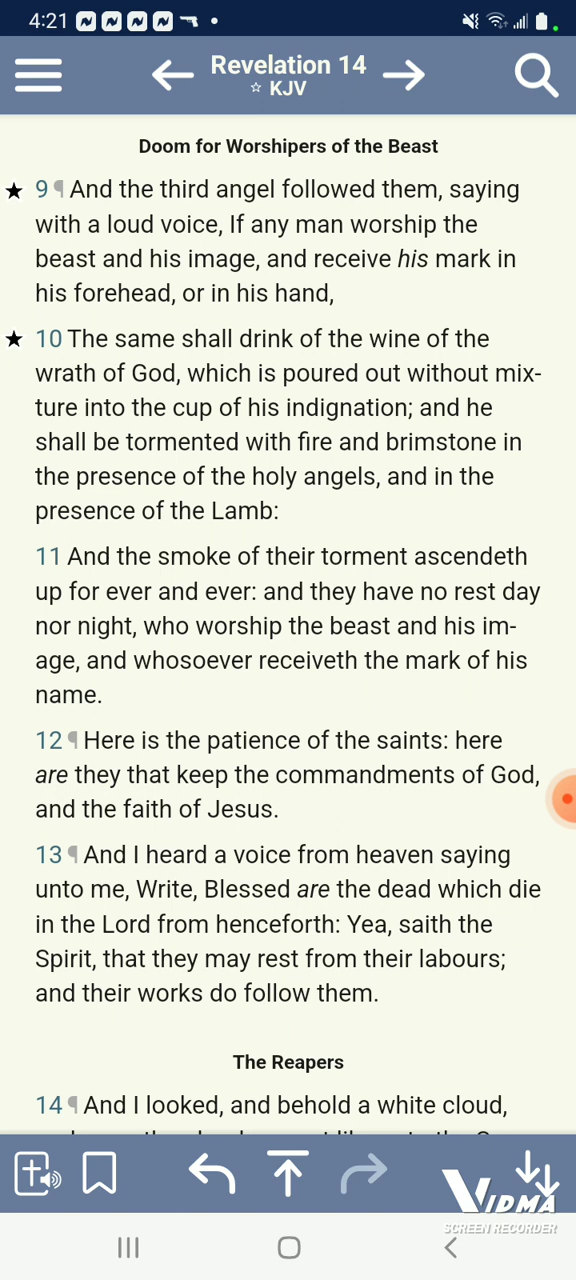 4:21
Revelation 14
☆ KJV
Doom for Worshipers of the Beast
★ 9 ¶ And the third angel followed them, saying
with a loud voice, If any man worship the
beast and his image, and receive his mark in
his forehead, or in his hand,
★ 10 The same shall drink of the wine of the
wrath of God, which is poured out without mix-
ture into the cup of his indignation; and he
shall be tormented with fire and brimstone in
the presence of the holy angels, and in the
presence of the Lamb:
11 And the smoke of their torment ascendeth
up for ever and ever: and they have no rest day
nor night, who worship the beast and his im-
age, and whosoever receiveth the mark of his
name.
12 ¶ Here is the patience of the saints: here
are they that keep the commandments of God,
and the faith of Jesus.
13 ¶ And I heard a voice from heaven saying
unto me, Write, Blessed are the dead which die
in the Lord from henceforth: Yea, saith the
Spirit, that they may rest from their labours;
and their works do follow them.
The Reapers
14 ¶ And I looked, and behold a white cloud,
VIDMA
SCREEN RECORDER